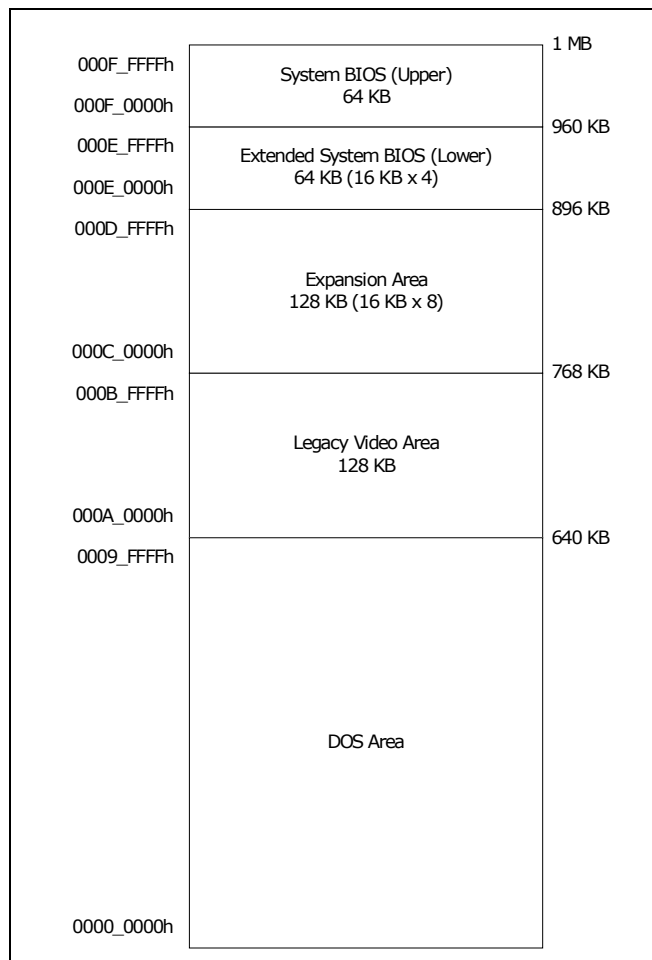 1 MB
000F_FFFFh
System BIOS (Upper)
64 KB
000F_0000h
960 KB
000E_FFFFh
Extended System BIOS (Lower)
64 KB (16 KB x 4)
000E_0000h
896 KB
000D_FFFFh
Expansion Area
128 KB (16 KB x 8)
000C_0000h
768 KB
000B_FFFFh
Legacy Video Area
128 KB
000A_0000h
640 KB
0009_FFFFh
DOS Area
0000_0000h